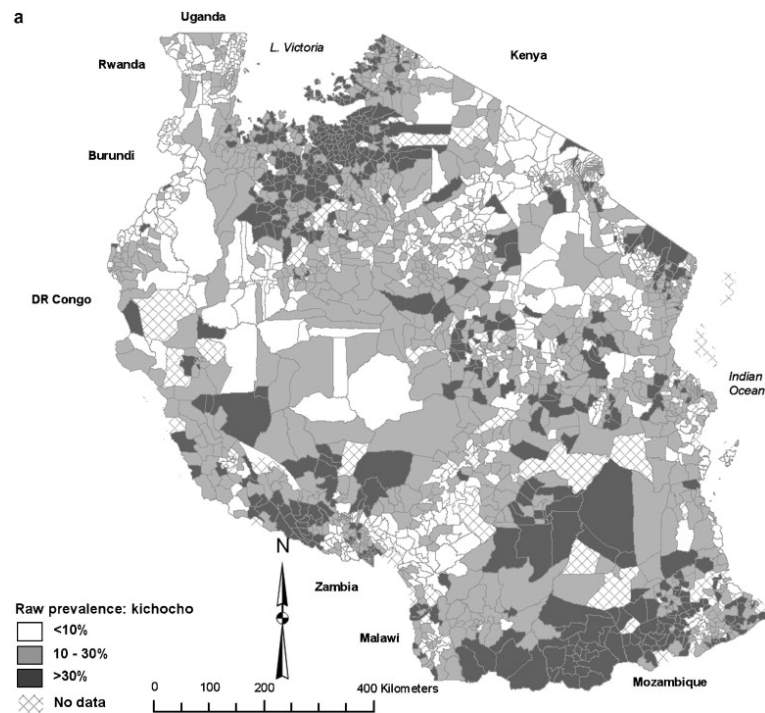 a
Uganda
L. Victoria
Kenya
Rwanda
Burundi
DR Congo
Indian
Ocean
N
Zambia
Malawi
Mozambique
Raw prevalence: kichocho
<10%
10 - 30%
>30%
No data
0 100 200 400 Kilometers